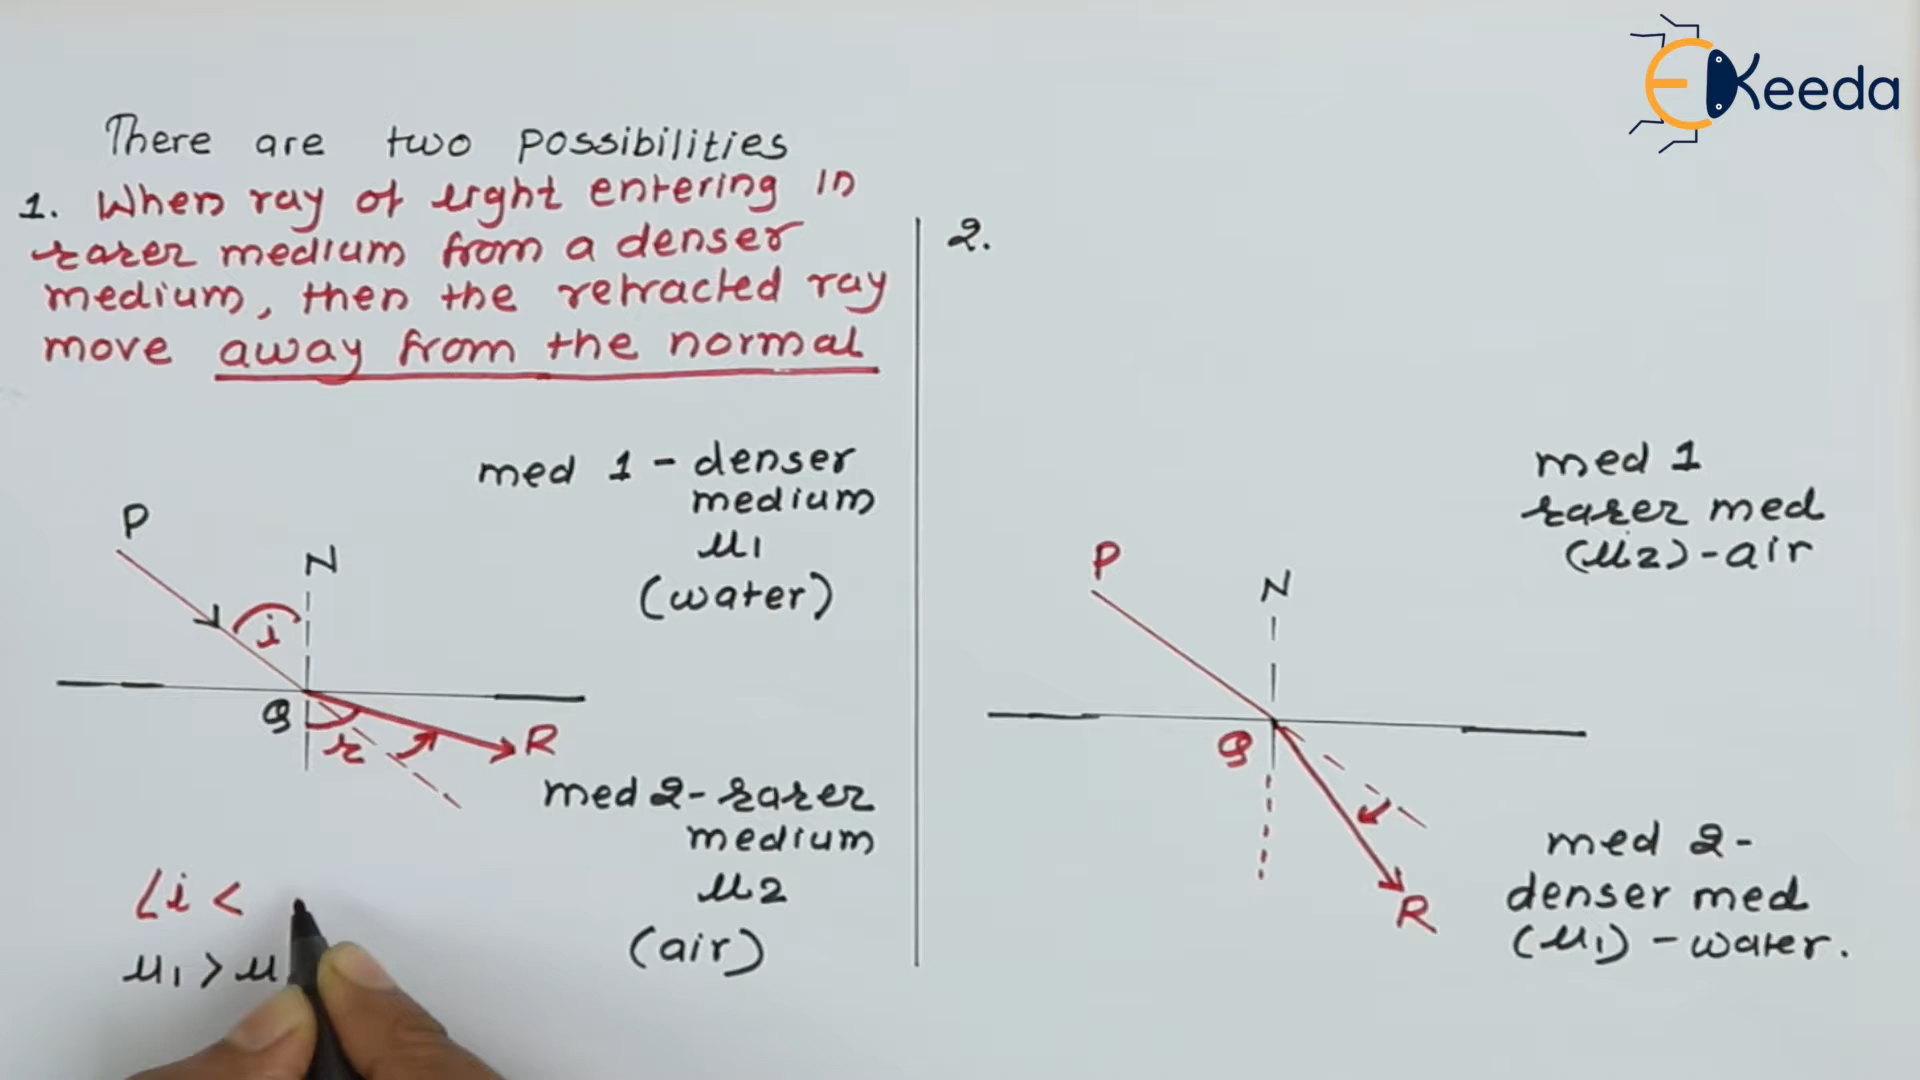 EKeeda
There are two possibilities
1. When ray of light entering in
rarer medium from a denser
medium, then the refracted ray
move away from the normal
med 1 - denser
medium
μ1
(water)
P
N
i
Q
r
R
med 2 - rarer
medium
μ2
(air)
∠i <
μ1 > μ
2.
med 1
rarer med
(μ2) - air
P
N
Q
R
med 2 -
denser med
(μ1) - water.